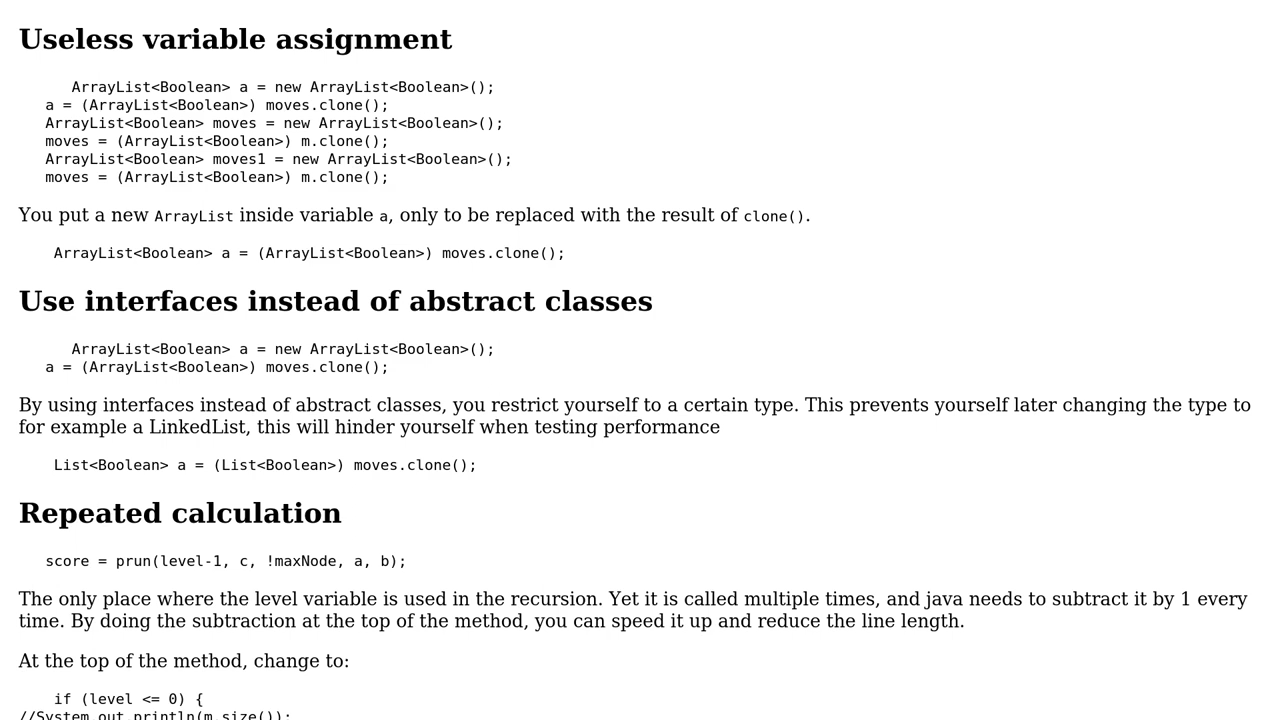 Useless variable assignment
ArrayList<Boolean> a = new ArrayList<Boolean>();
a = (ArrayList<Boolean>) moves.clone();
ArrayList<Boolean> moves = new ArrayList<Boolean>();
moves = (ArrayList<Boolean>) m.clone();
ArrayList<Boolean> moves1 = new ArrayList<Boolean>();
moves = (ArrayList<Boolean>) m.clone();
You put a new ArrayList inside variable a, only to be replaced with the result of clone().
ArrayList<Boolean> a = (ArrayList<Boolean>) moves.clone();
Use interfaces instead of abstract classes
ArrayList<Boolean> a = new ArrayList<Boolean>();
a = (ArrayList<Boolean>) moves.clone();
By using interfaces instead of abstract classes, you restrict yourself to a certain type. This prevents yourself later changing the type to
for example a LinkedList, this will hinder yourself when testing performance
List<Boolean> a = (List<Boolean>) moves.clone();
Repeated calculation
score = prun(level-1, c, !maxNode, a, b);
The only place where the level variable is used in the recursion. Yet it is called multiple times, and java needs to subtract it by 1 every
time. By doing the subtraction at the top of the method, you can speed it up and reduce the line length.
At the top of the method, change to:
if (level <= 0) {
//System.out.println(m.size());